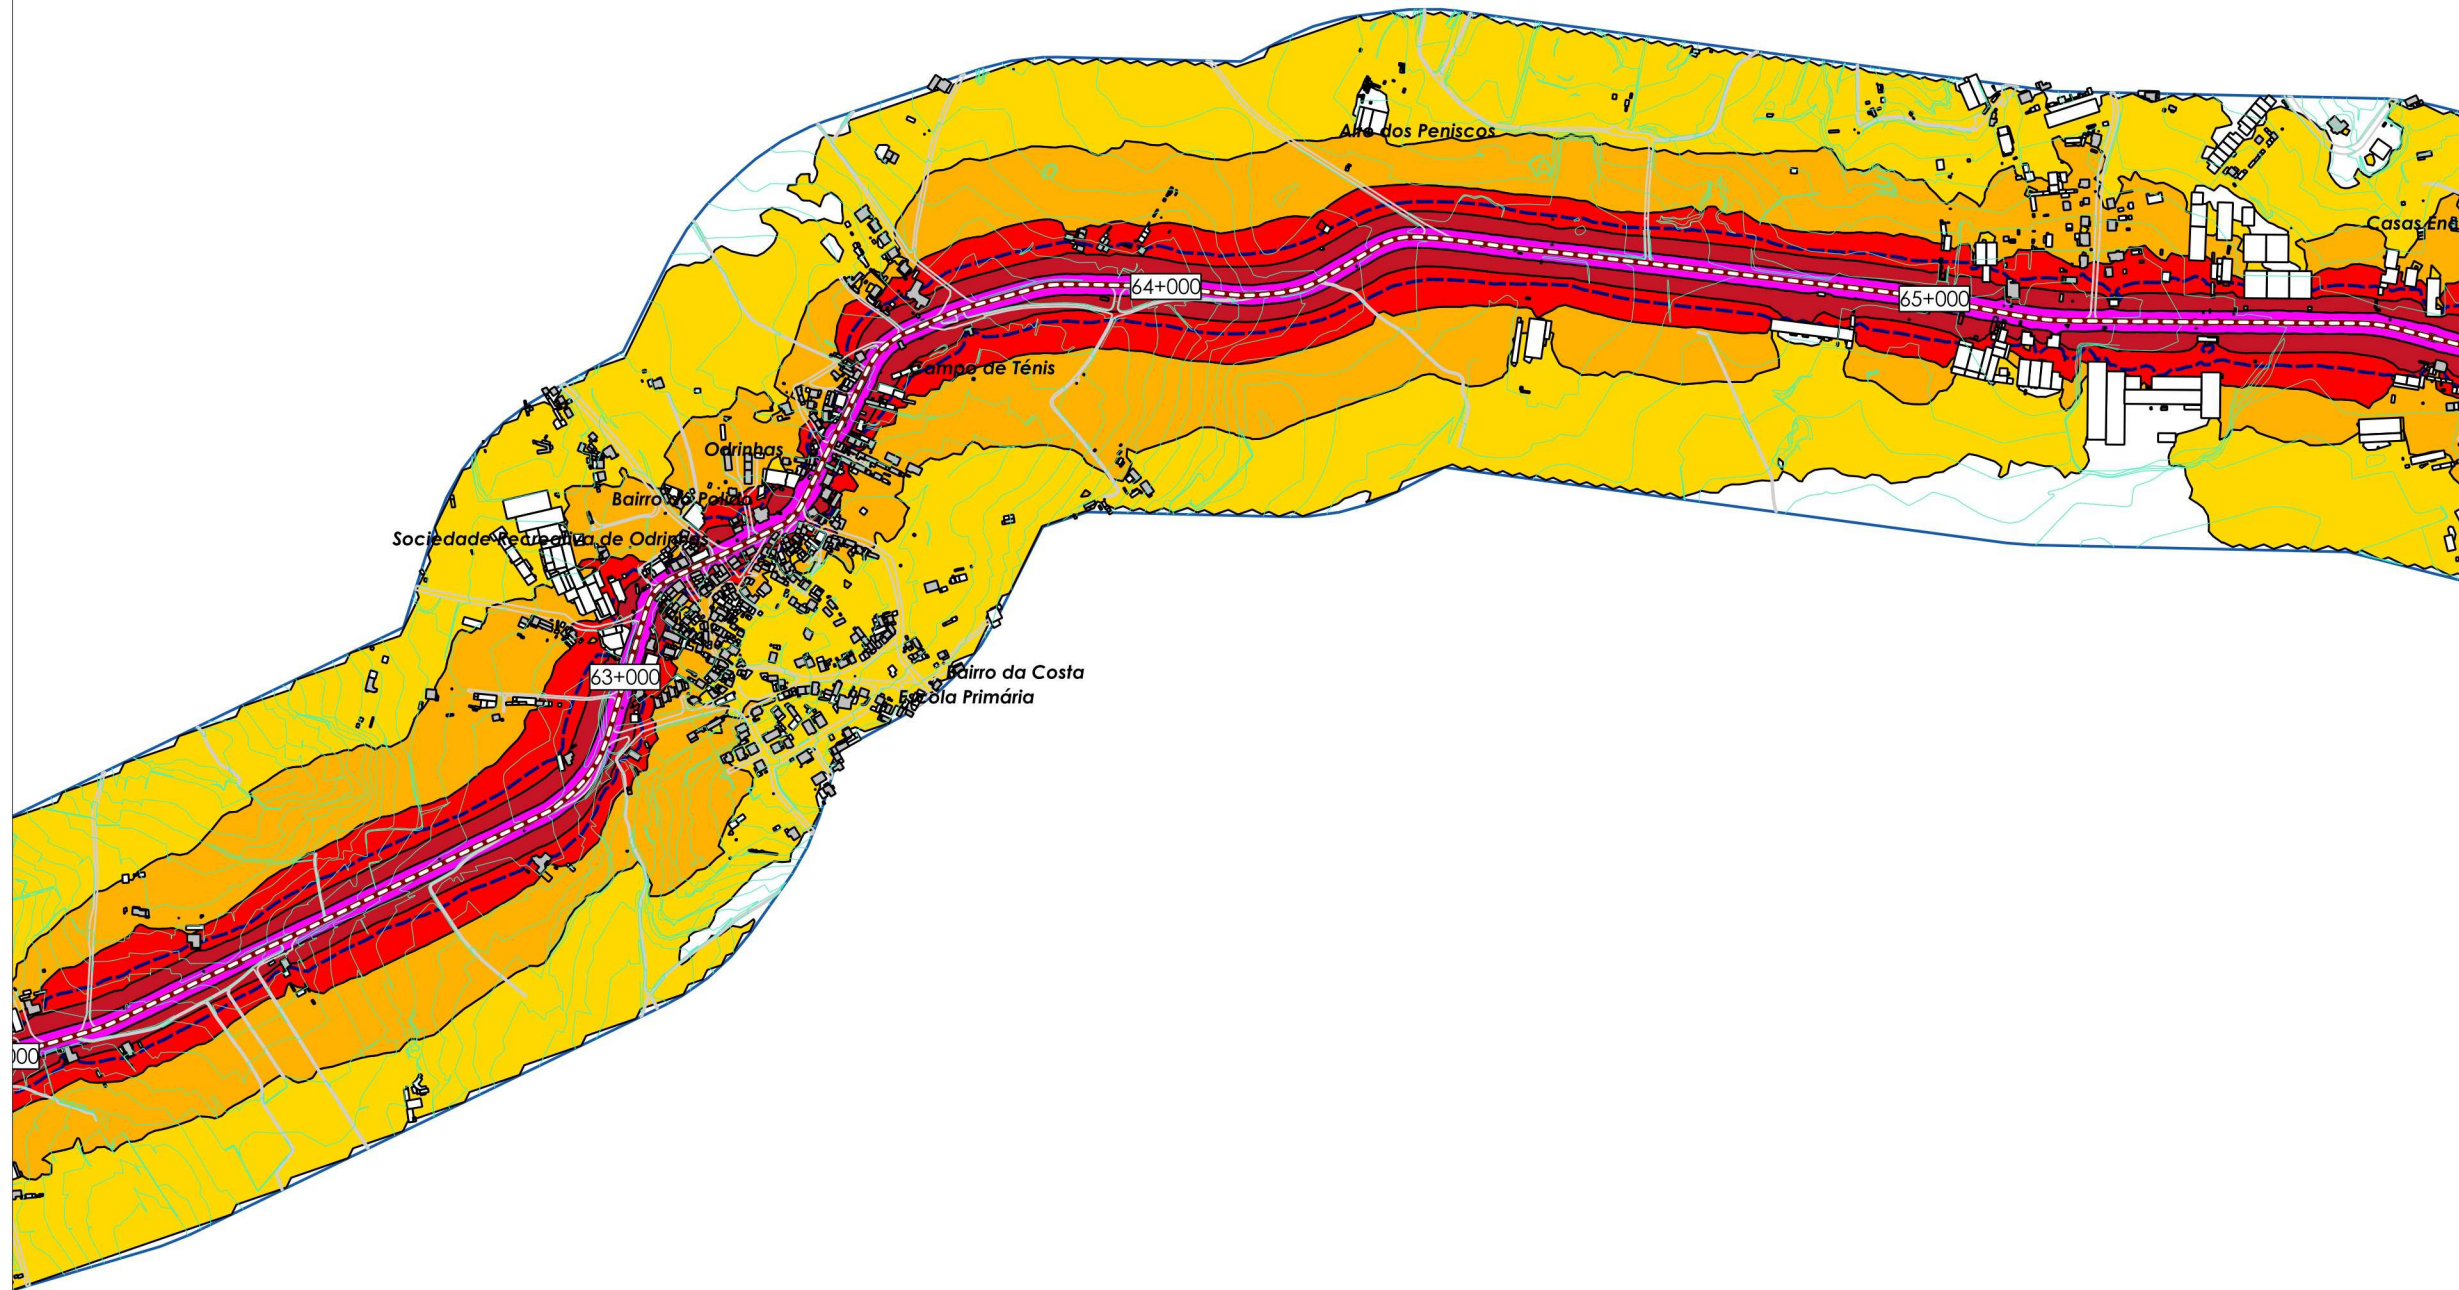 Alto dos Peniscos
Casas En
64+000
65+000
Campo de Ténis
Odrinhas
Bairro do Polido
Sociedade Recreativa de Odrinhas
63+000
Bairro da Costa
Escola Primária
000